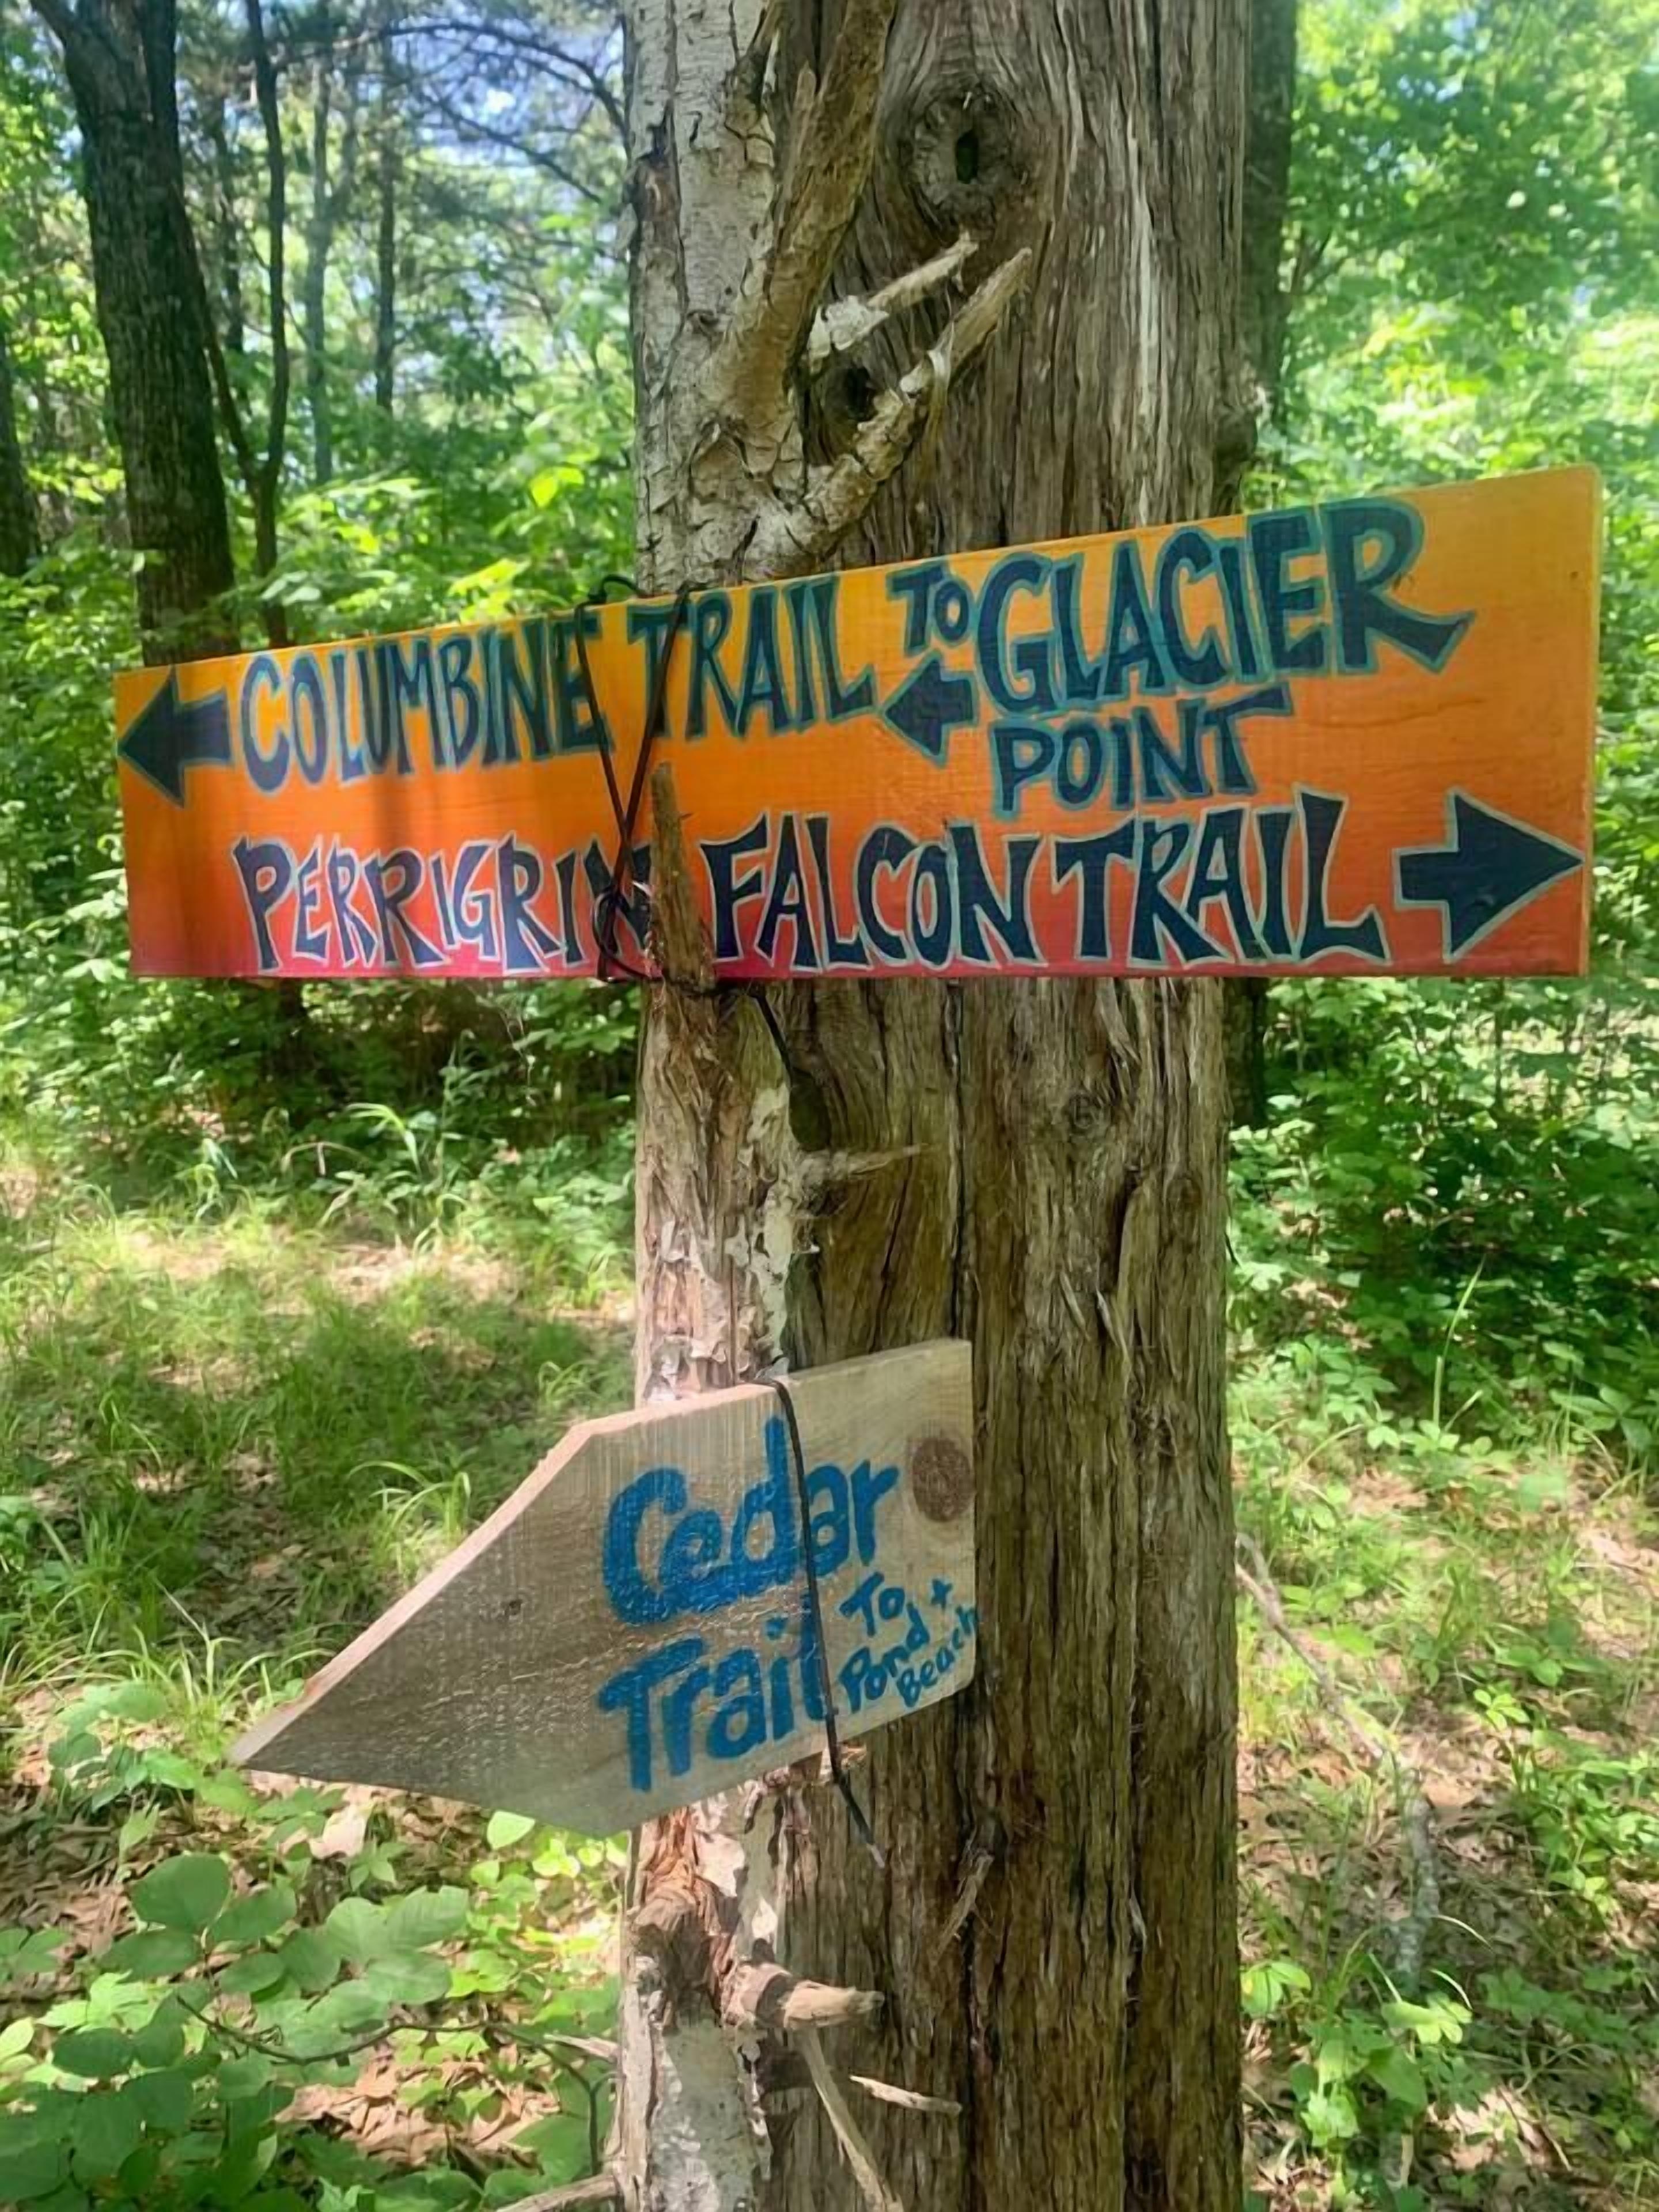 COLUMBINE TRAIL TO GLACIER
POINT
PERRIGRIN FALCON TRAIL
Cedar
Trail
To
Pond +
Beach